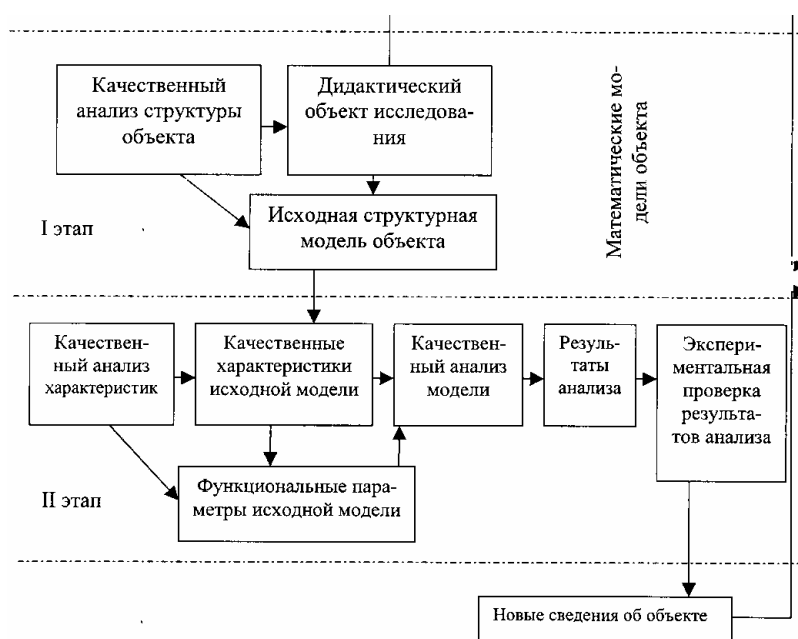 Качественный
анализ структуры
объекта
Дидактический
объект исследова-
ния
Математические мо-
дели объекта
I этап
Исходная структурная
модель объекта
Качествен-
ный анализ
характеристик
Качественные
характеристики
исходной модели
Качествен-
ный анализ
модели
Резуль-
таты
анализа
Экспери-
ментальная
проверка
результа-
тов анализа
II этап
Функциональные пара-
метры исходной модели
Новые сведения об объекте